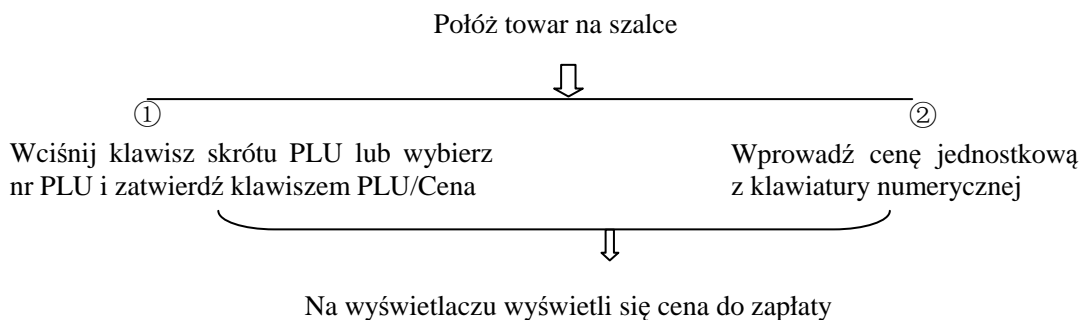 Połóż towar na szalce
① ②
Wciśnij klawisz skrótu PLU lub wybierz
nr PLU i zatwierdź klawiszem PLU/Cena
Wprowadź cenę jednostkową
z klawiatury numerycznej
Na wyświetlaczu wyświetli się cena do zapłaty